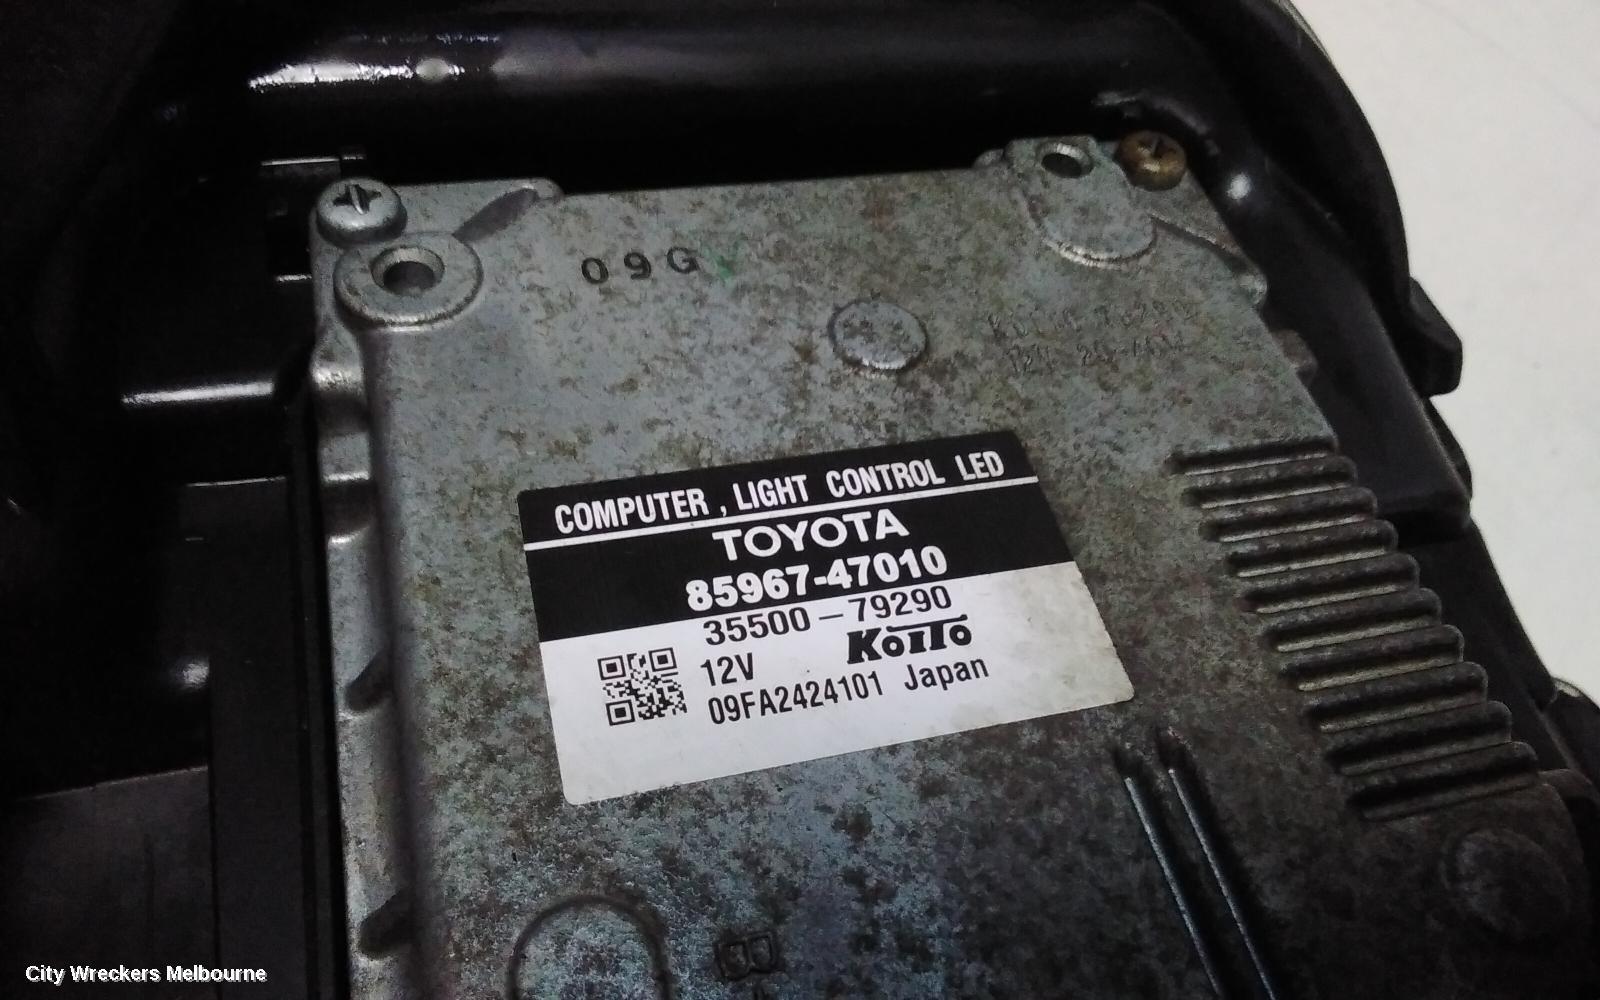 09G
COMPUTER , LIGHT CONTROL LED
TOYOTA
85967-47010
35500-79290
12V KOITO
09FA2424101 Japan
City Wreckers Melbourne